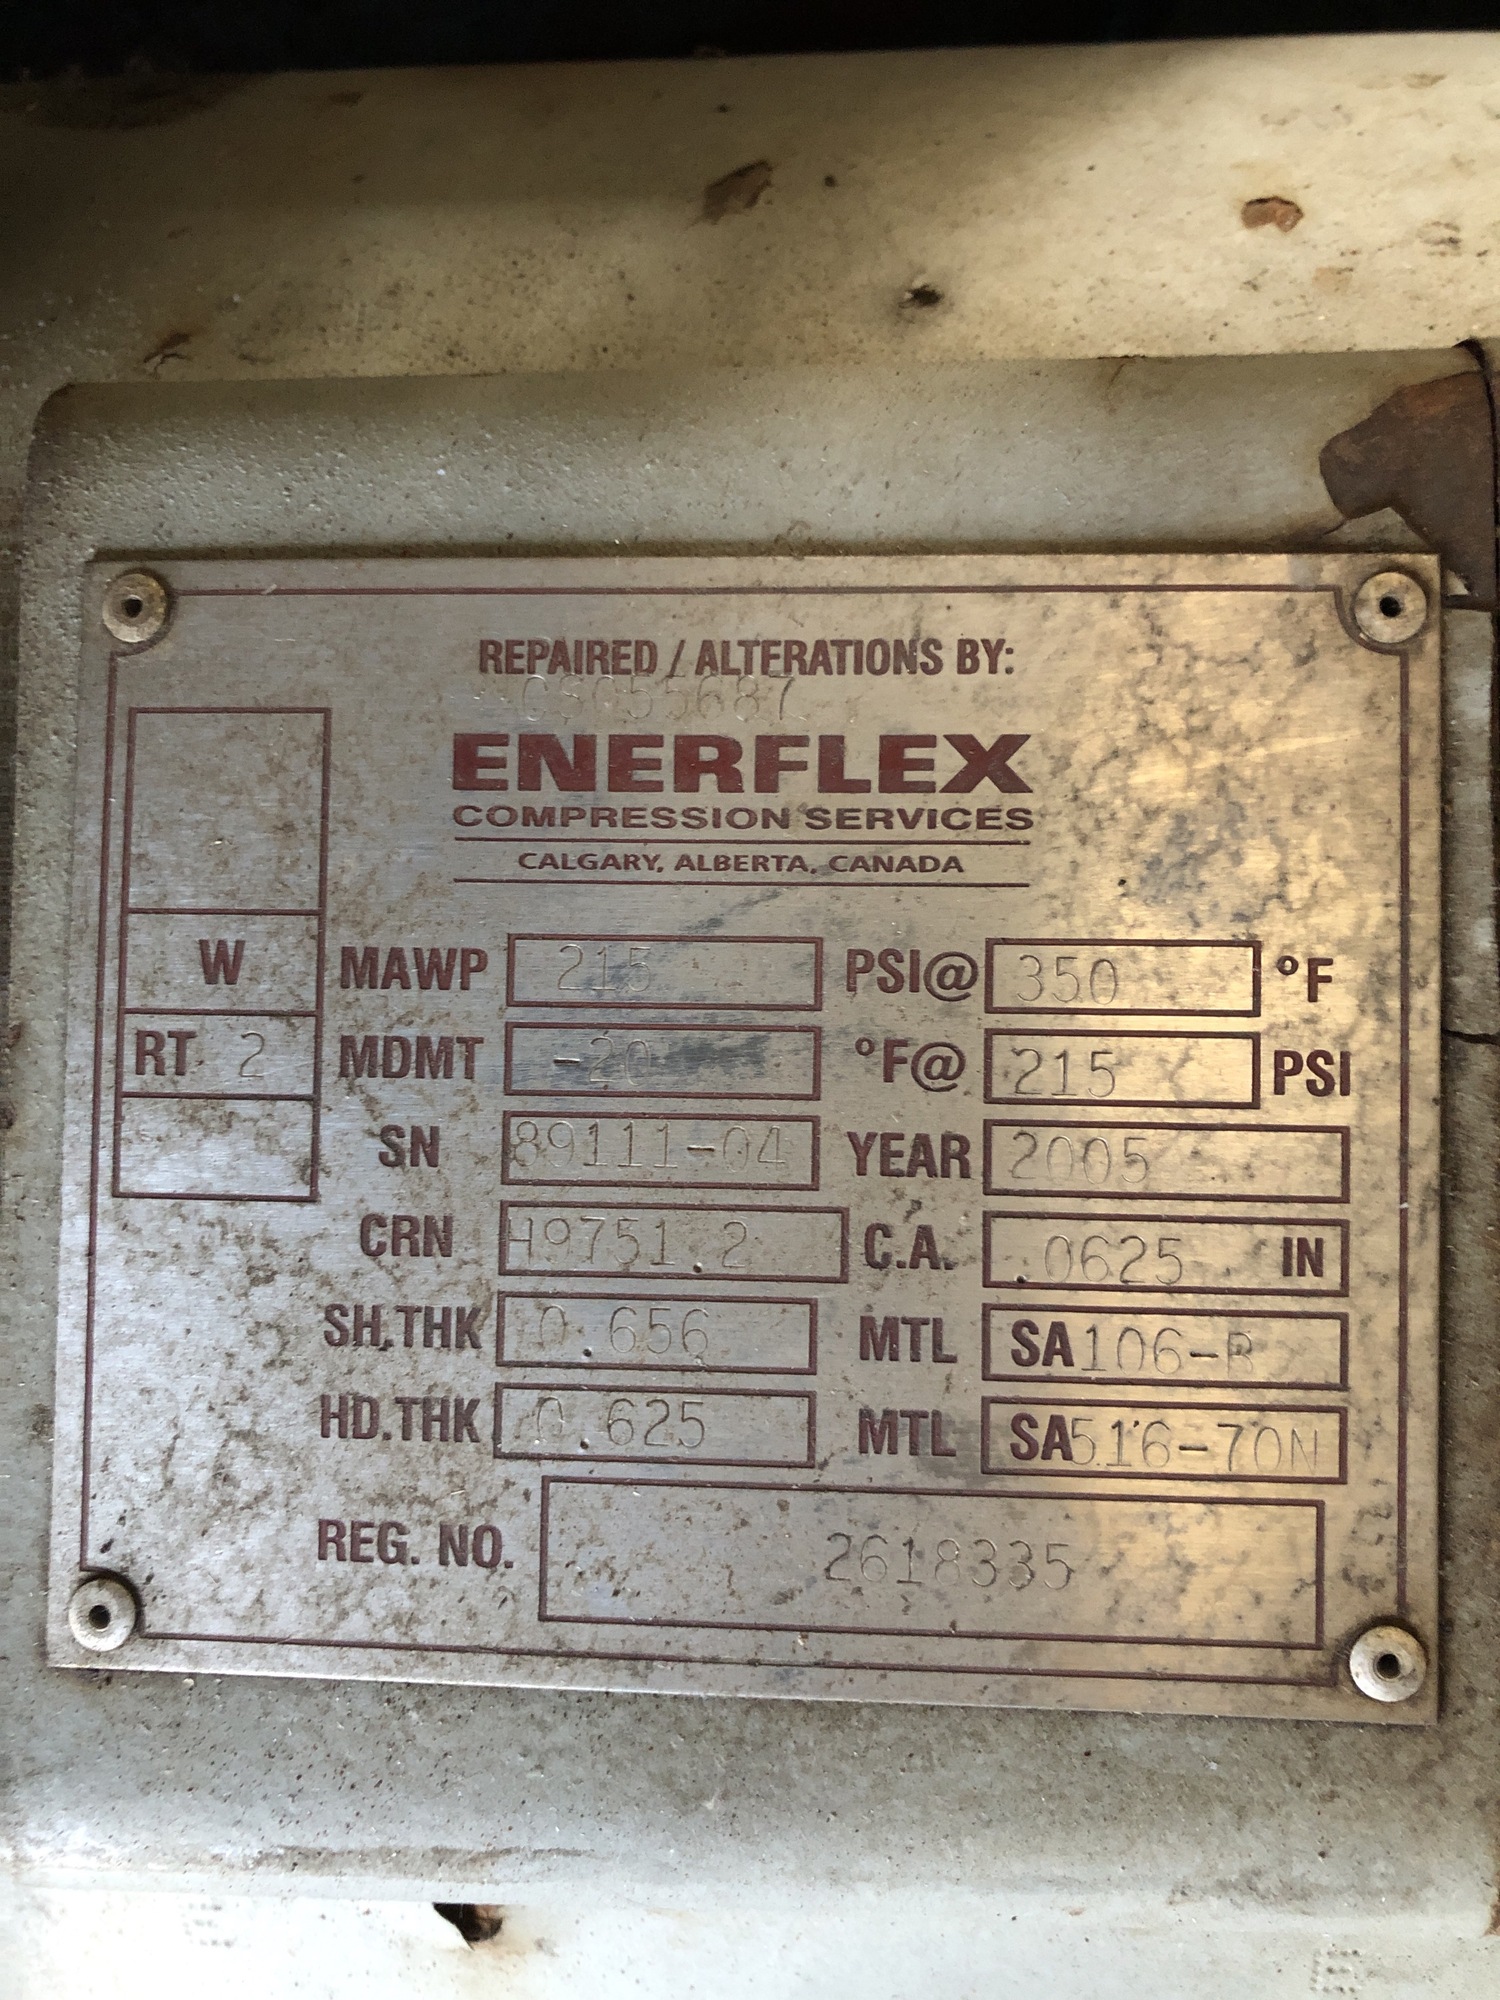 REPAIRED / ALTERATIONS BY:
CSC55687
ENERFLEX
COMPRESSION SERVICES
CALGARY, ALBERTA, CANADA
W MAWP 215 PSI@ 350 °F
RT 2 MDMT -20 °F@ 215 PSI
SN 89111-04 YEAR 2005
CRN H9751.2 C.A. .0625 IN
SH.THK 0.656 MTL SA106-B
HD.THK 0.625 MTL SA516-70N
REG. NO. 2618335